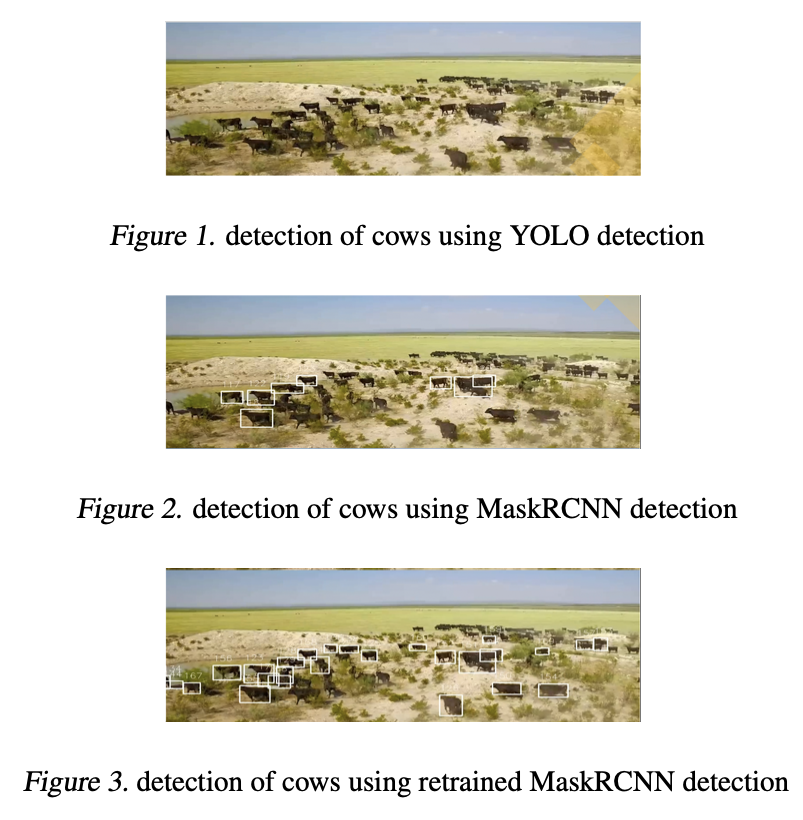 Figure 1. detection of cows using YOLO detection
Figure 2. detection of cows using MaskRCNN detection
Figure 3. detection of cows using retrained MaskRCNN detection